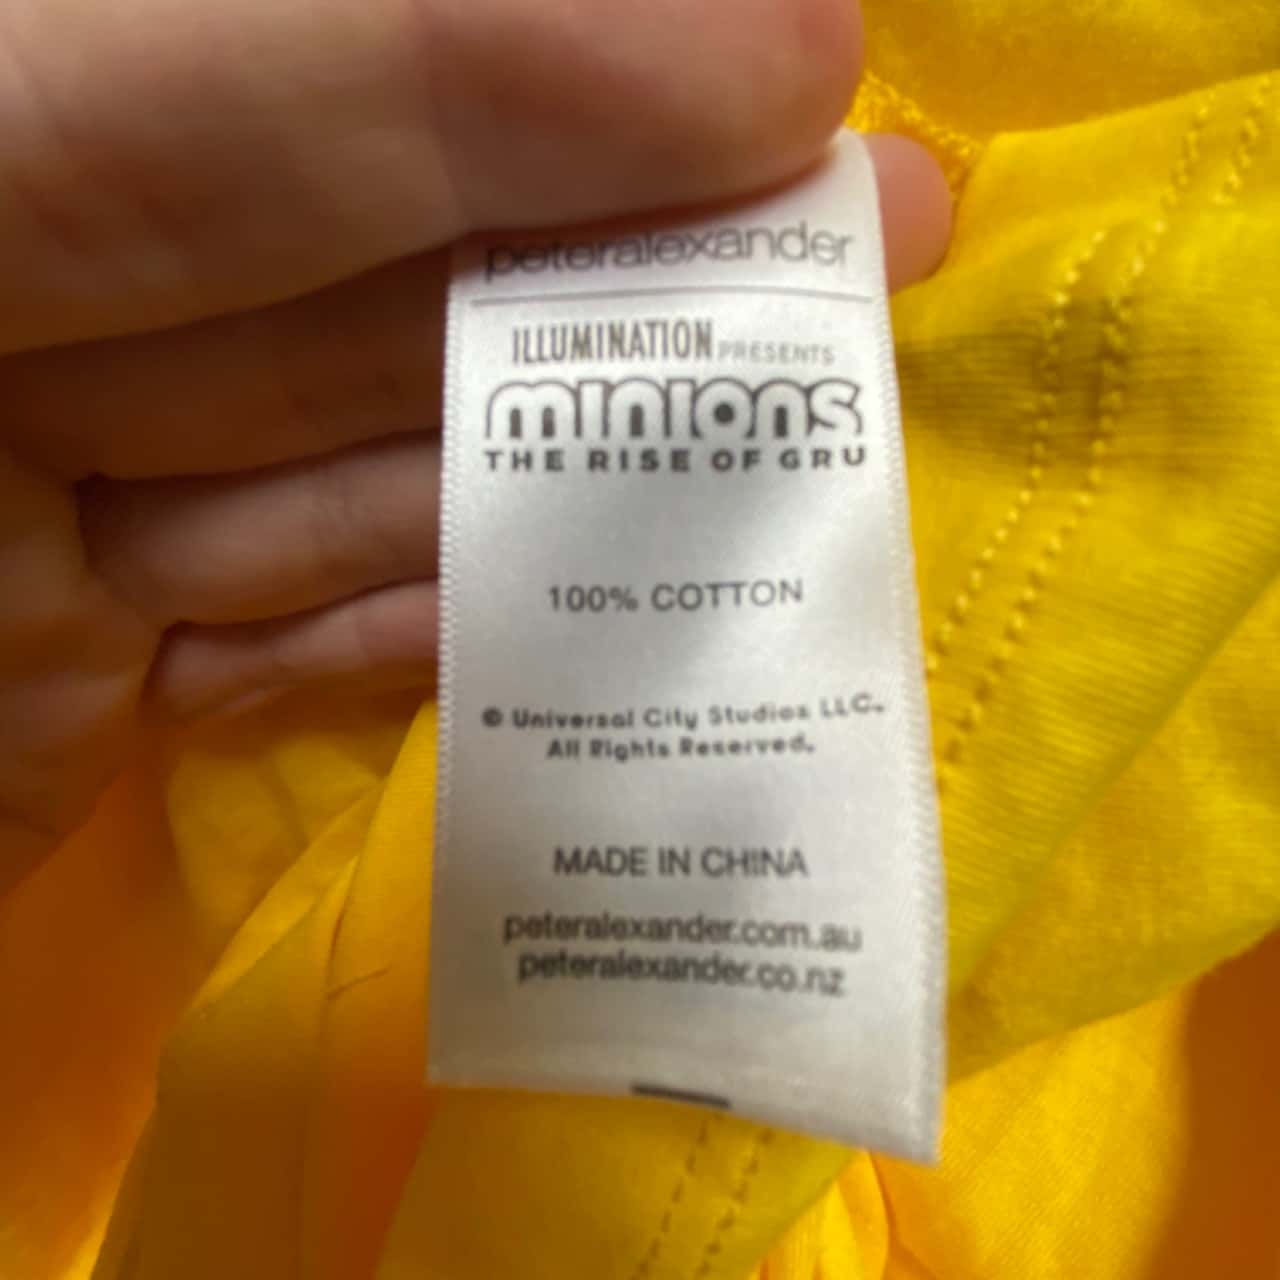 peteralexander
ILLUMINATION PRESENTS
minions
THE RISE OF GRU
100% COTTON
© Universal City Studios LLC.
All Rights Reserved.
MADE IN CHINA
peteralexander.com.au
peteralexander.co.nz